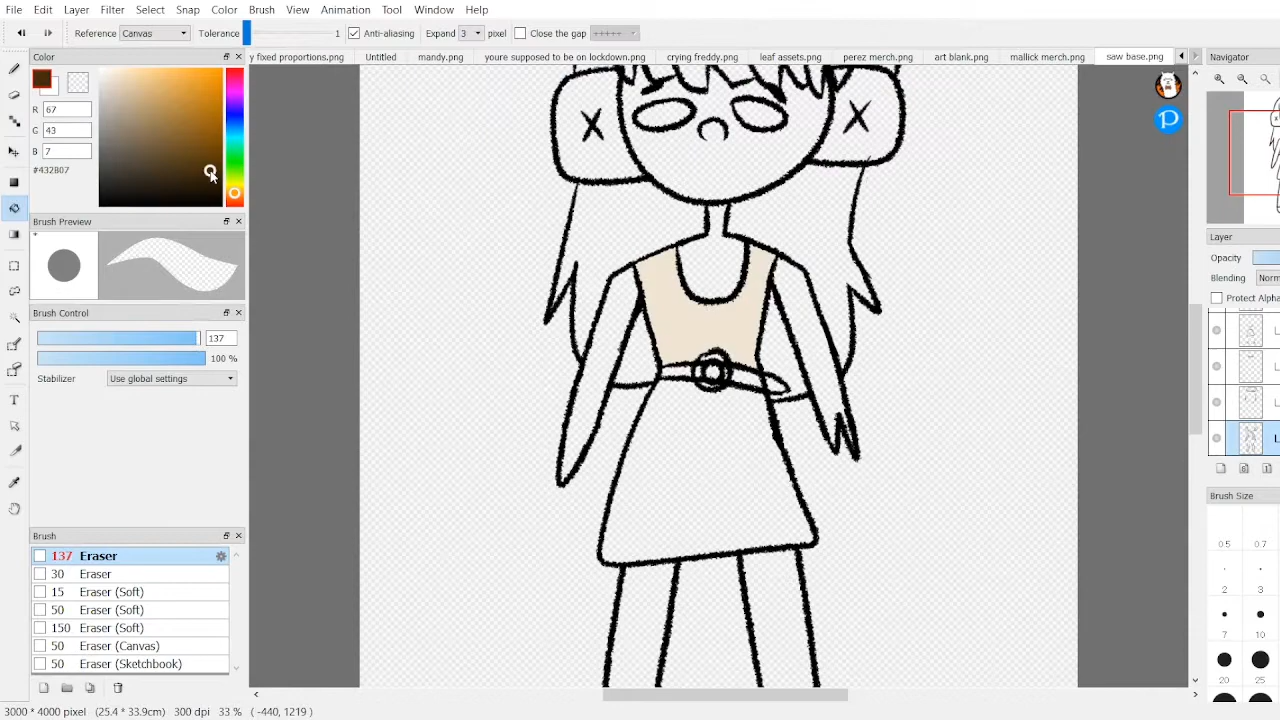 File Edit Layer Filter Select Snap Color Brush View Animation Tool Window Help
Reference Canvas Tolerance 1 Anti-aliasing Expand 3 pixel Close the gap +++++
Color y fixed proportions.png Untitled mandy.png youre supposed to be on lockdown.png crying freddy.png leaf assets.png perez merch.png art blank.png mallick merch.png saw base.png Navigator
R 67
G 43
B 7
#432B07
Brush Preview
Layer
Opacity
Blending Norm
Protect Alpha
Brush Control
137
100 %
Stabilizer Use global settings
Brush
137 Eraser
30 Eraser
15 Eraser (Soft)
50 Eraser (Soft)
150 Eraser (Soft)
50 Eraser (Canvas)
50 Eraser (Sketchbook)
Brush Size
0.5 0.7
2 3
7 10
20 25
3000 * 4000 pixel (25.4 * 33.9cm) 300 dpi 33 % ( -440, 1219 )